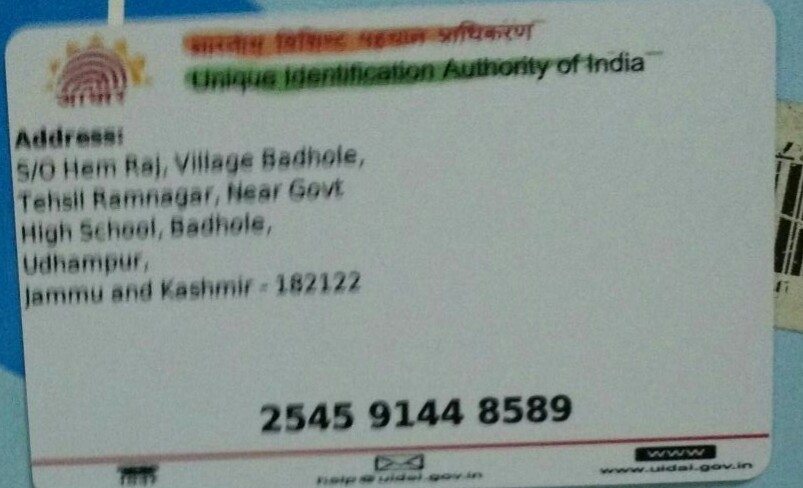 भारतीय विशिष्ट पहचान प्राधिकरण
Unique Identification Authority of India
आधार
Address:
S/O Hem Raj, Village Badhole,
Tehsil Ramnagar, Near Govt
High School, Badhole,
Udhampur,
Jammu and Kashmir - 182122
2545 9144 8589
help@uidai.gov.in
www
www.uidai.gov.in